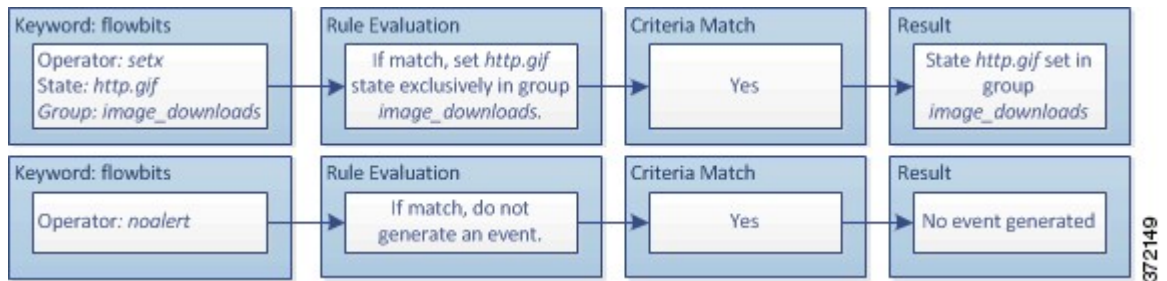 Keyword: flowbits
Operator: setx
State: http.gif
Group: image_downloads
Rule Evaluation
If match, set http.gif
state exclusively in group
image_downloads.
Criteria Match
Yes
Result
State http.gif set in
group
image_downloads
Keyword: flowbits
Operator: noalert
Rule Evaluation
If match, do not
generate an event.
Criteria Match
Yes
Result
No event generated
372149